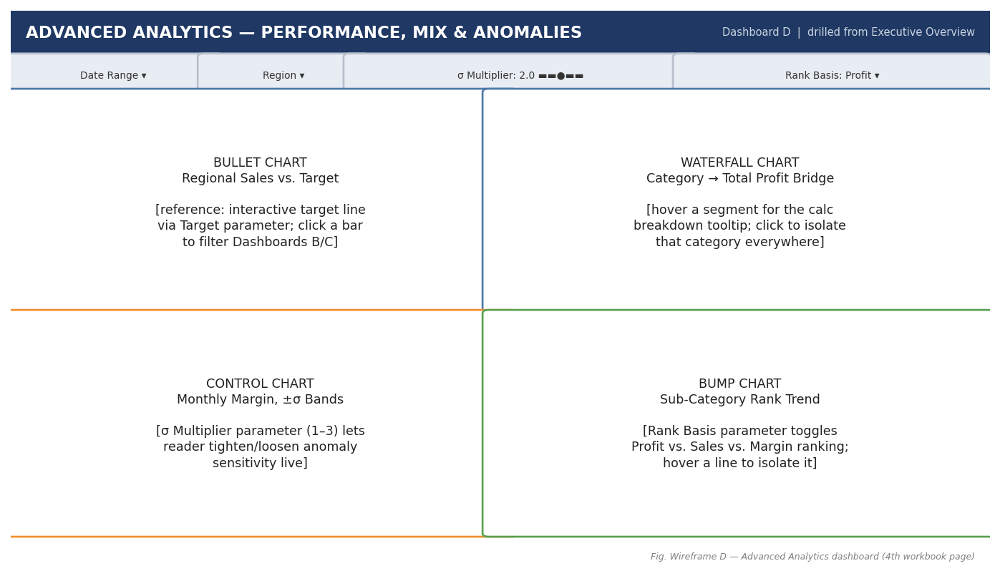 ADVANCED ANALYTICS — PERFORMANCE, MIX & ANOMALIES
Dashboard D | drilled from Executive Overview
Date Range ▾
Region ▾
σ Multiplier: 2.0 ▬▬●▬▬
Rank Basis: Profit ▾
BULLET CHART
Regional Sales vs. Target
[reference: interactive target line
via Target parameter; click a bar
to filter Dashboards B/C]
WATERFALL CHART
Category → Total Profit Bridge
[hover a segment for the calc
breakdown tooltip; click to isolate
that category everywhere]
CONTROL CHART
Monthly Margin, ±σ Bands
[σ Multiplier parameter (1–3) lets
reader tighten/loosen anomaly
sensitivity live]
BUMP CHART
Sub-Category Rank Trend
[Rank Basis parameter toggles
Profit vs. Sales vs. Margin ranking;
hover a line to isolate it]
Fig. Wireframe D — Advanced Analytics dashboard (4th workbook page)